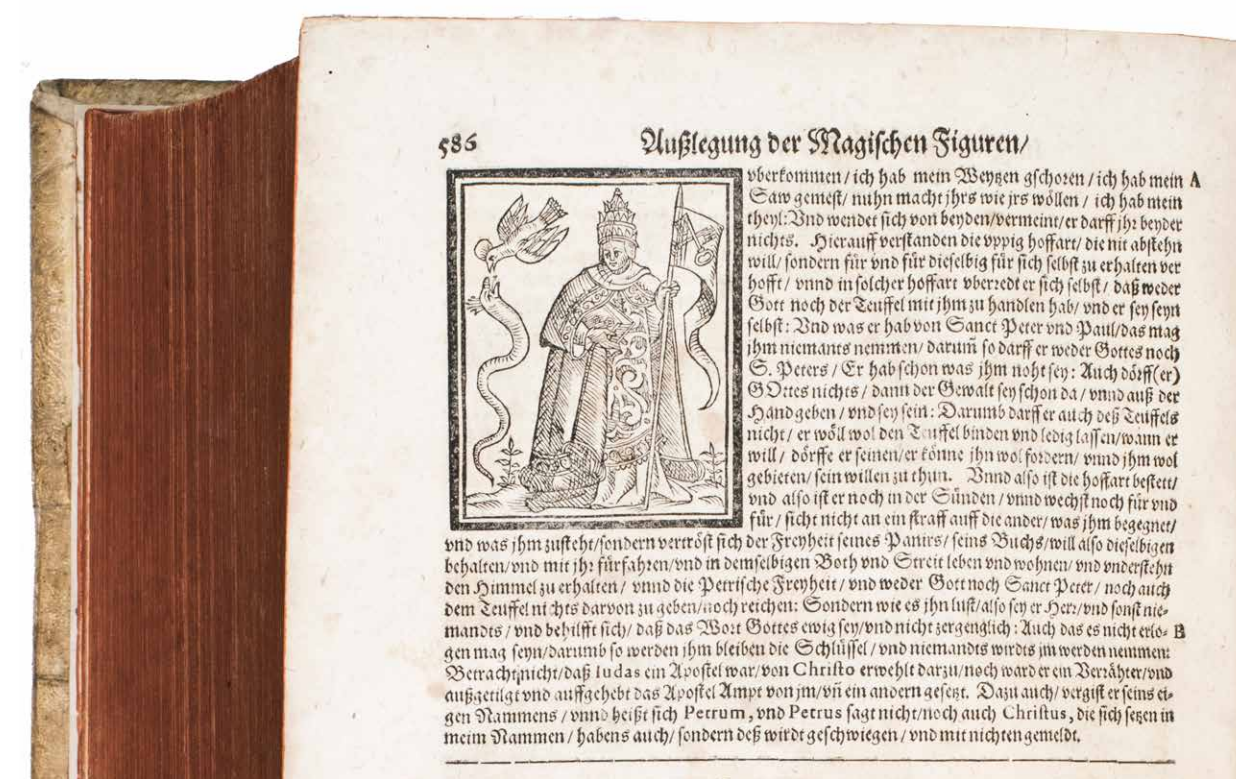 586
Außlegung der Magischen Figuren/
vberkommen / ich hab mein Weytzen gschoren / ich hab mein A
Saw gemest/ nuhn macht jhrs wie jrs wöllen / ich hab mein
theyl: Vnd wendet sich von beyden/vermeint/er darff jhr beyder
nichts. Hierauff verstanden die vppig hoffart/ die nit abstehn
will/ sondern für vnd für dieselbig für sich selbst zu erhalten ver
hofft / vnnd in solcher hoffart vberredt er sich selbst / daß weder
Gott noch der Teuffel mit jhm zu handlen hab/ vnd er sey seyn
selbst: Vnd was er hab von Sanct Peter vnd Paul/das mag
jhm niemants nemmen/ darum̃ so darff er weder Gottes noch
S. Peters / Er hab schon was jhm noht sey: Auch dörff(er)
GOttes nichts / dann der Gewalt sey schon da / vnnd auß der
Hand geben / vnd sey sein: Darumb darff er auch deß Teuffels
nicht / er wöll wol den Teuffel binden vnd ledig lassen/wann er
will / dörffe er seinen/er könne jhn wol fordern/ vnnd jhm wol
gebieten/ sein willen zu thun. Vnnd also ist die hoffart bestett/
vnd also ist er noch in der Sünden / vnnd wechst noch für vnd
für / sicht nicht an ein straff auff die ander/ was jhm begegnet/
vnd was jhm zusteht/sondern vertröst sich der Freyheit seines Panirs/ seins Buchs/will also dieselbigen
behalten/vnd mit jhr fürfahren/vnd in demselbigen Both vnd Streit leben vnd wohnen/ vnd vnderstehn
den Himmel zu erhalten / vnnd die Petrische Freyheit / vnd weder Gott noch Sanct Peter / noch auch
dem Teuffel nichts darvon zu geben/noch reichen: Sondern wie es jhn lust/also sey er Herr/vnd sonst nie-
mandts / vnd behilfft sich/ daß das Wort Gottes ewig sey/vnd nicht zergenglich: Auch das es nicht erlo- B
gen mag seyn/darumb so werden jhm bleiben die Schlüssel / vnd niemandts wirdts jm werden nemmen:
Betracht nicht/daß Iudas ein Apostel war/von Christo erwehlt darzu/noch ward er ein Verrähter/vnd
außgetilgt vnd auffgehebt das Apostel Ampt von jm/vñ ein andern gesetzt. Dazu auch/ vergist er seins ei-
gen Nammens / vnnd heißt sich Petrum, vnd Petrus sagt nicht/noch auch Christus, die sich setzen in
meim Nammen / habens auch/ sondern deß wirdt geschwiegen / vnd mit nichten gemeldt.